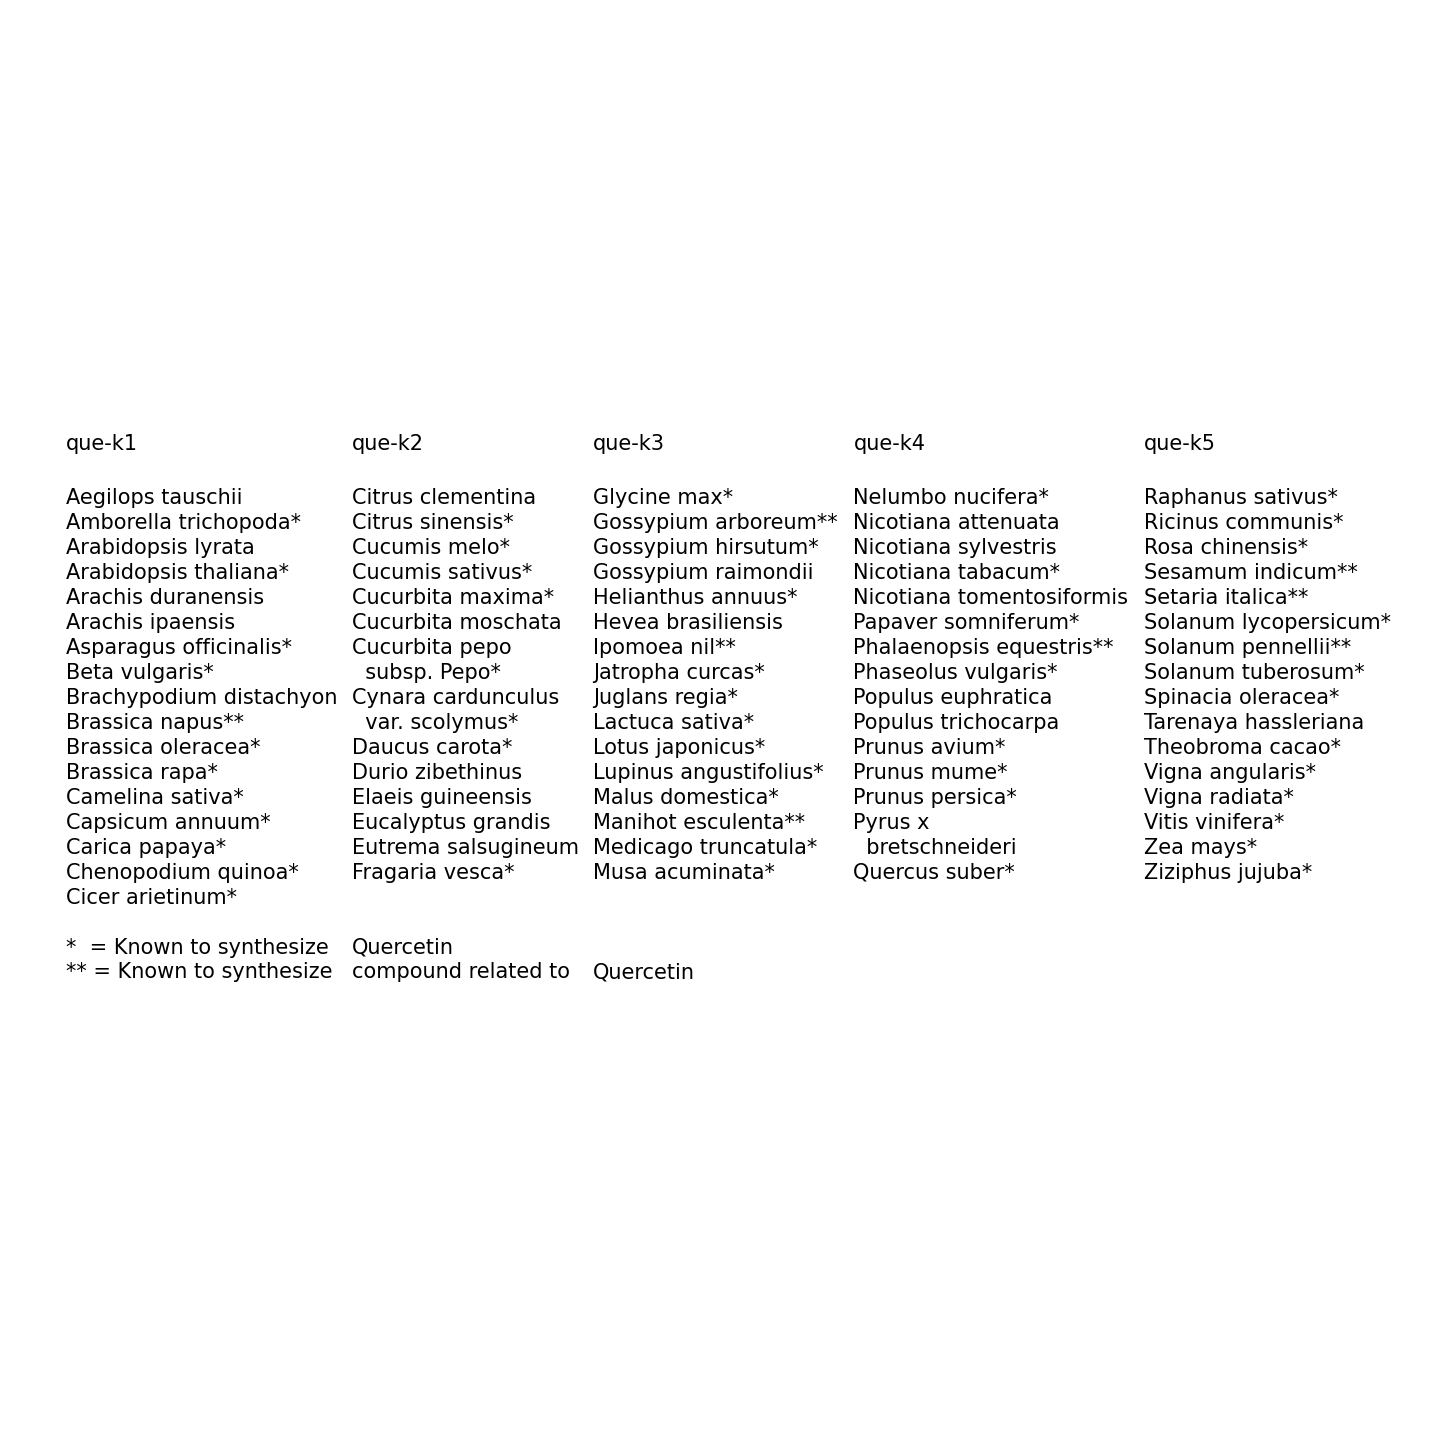 que-k1 que-k2 que-k3 que-k4 que-k5
Aegilops tauschii Citrus clementina Glycine max* Nelumbo nucifera* Raphanus sativus*
Amborella trichopoda* Citrus sinensis* Gossypium arboreum** Nicotiana attenuata Ricinus communis*
Arabidopsis lyrata Cucumis melo* Gossypium hirsutum* Nicotiana sylvestris Rosa chinensis*
Arabidopsis thaliana* Cucumis sativus* Gossypium raimondii Nicotiana tabacum* Sesamum indicum**
Arachis duranensis Cucurbita maxima* Helianthus annuus* Nicotiana tomentosiformis Setaria italica**
Arachis ipaensis Cucurbita moschata Hevea brasiliensis Papaver somniferum* Solanum lycopersicum*
Asparagus officinalis* Cucurbita pepo Ipomoea nil** Phalaenopsis equestris** Solanum pennellii**
Beta vulgaris* subsp. Pepo* Jatropha curcas* Phaseolus vulgaris* Solanum tuberosum*
Brachypodium distachyon Cynara cardunculus Juglans regia* Populus euphratica Spinacia oleracea*
Brassica napus** var. scolymus* Lactuca sativa* Populus trichocarpa Tarenaya hassleriana
Brassica oleracea* Daucus carota* Lotus japonicus* Prunus avium* Theobroma cacao*
Brassica rapa* Durio zibethinus Lupinus angustifolius* Prunus mume* Vigna angularis*
Camelina sativa* Elaeis guineensis Malus domestica* Prunus persica* Vigna radiata*
Capsicum annuum* Eucalyptus grandis Manihot esculenta** Pyrus x Vitis vinifera*
Carica papaya* Eutrema salsugineum Medicago truncatula* bretschneideri Zea mays*
Chenopodium quinoa* Fragaria vesca* Musa acuminata* Quercus suber* Ziziphus jujuba*
Cicer arietinum*
* = Known to synthesize Quercetin
** = Known to synthesize compound related to Quercetin